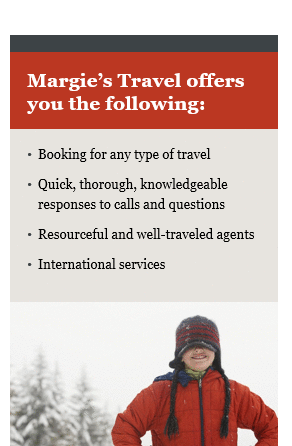 Margie’s Travel offers
you the following:
• Booking for any type of travel
• Quick, thorough, knowledgeable
responses to calls and questions
• Resourceful and well-traveled agents
• International services